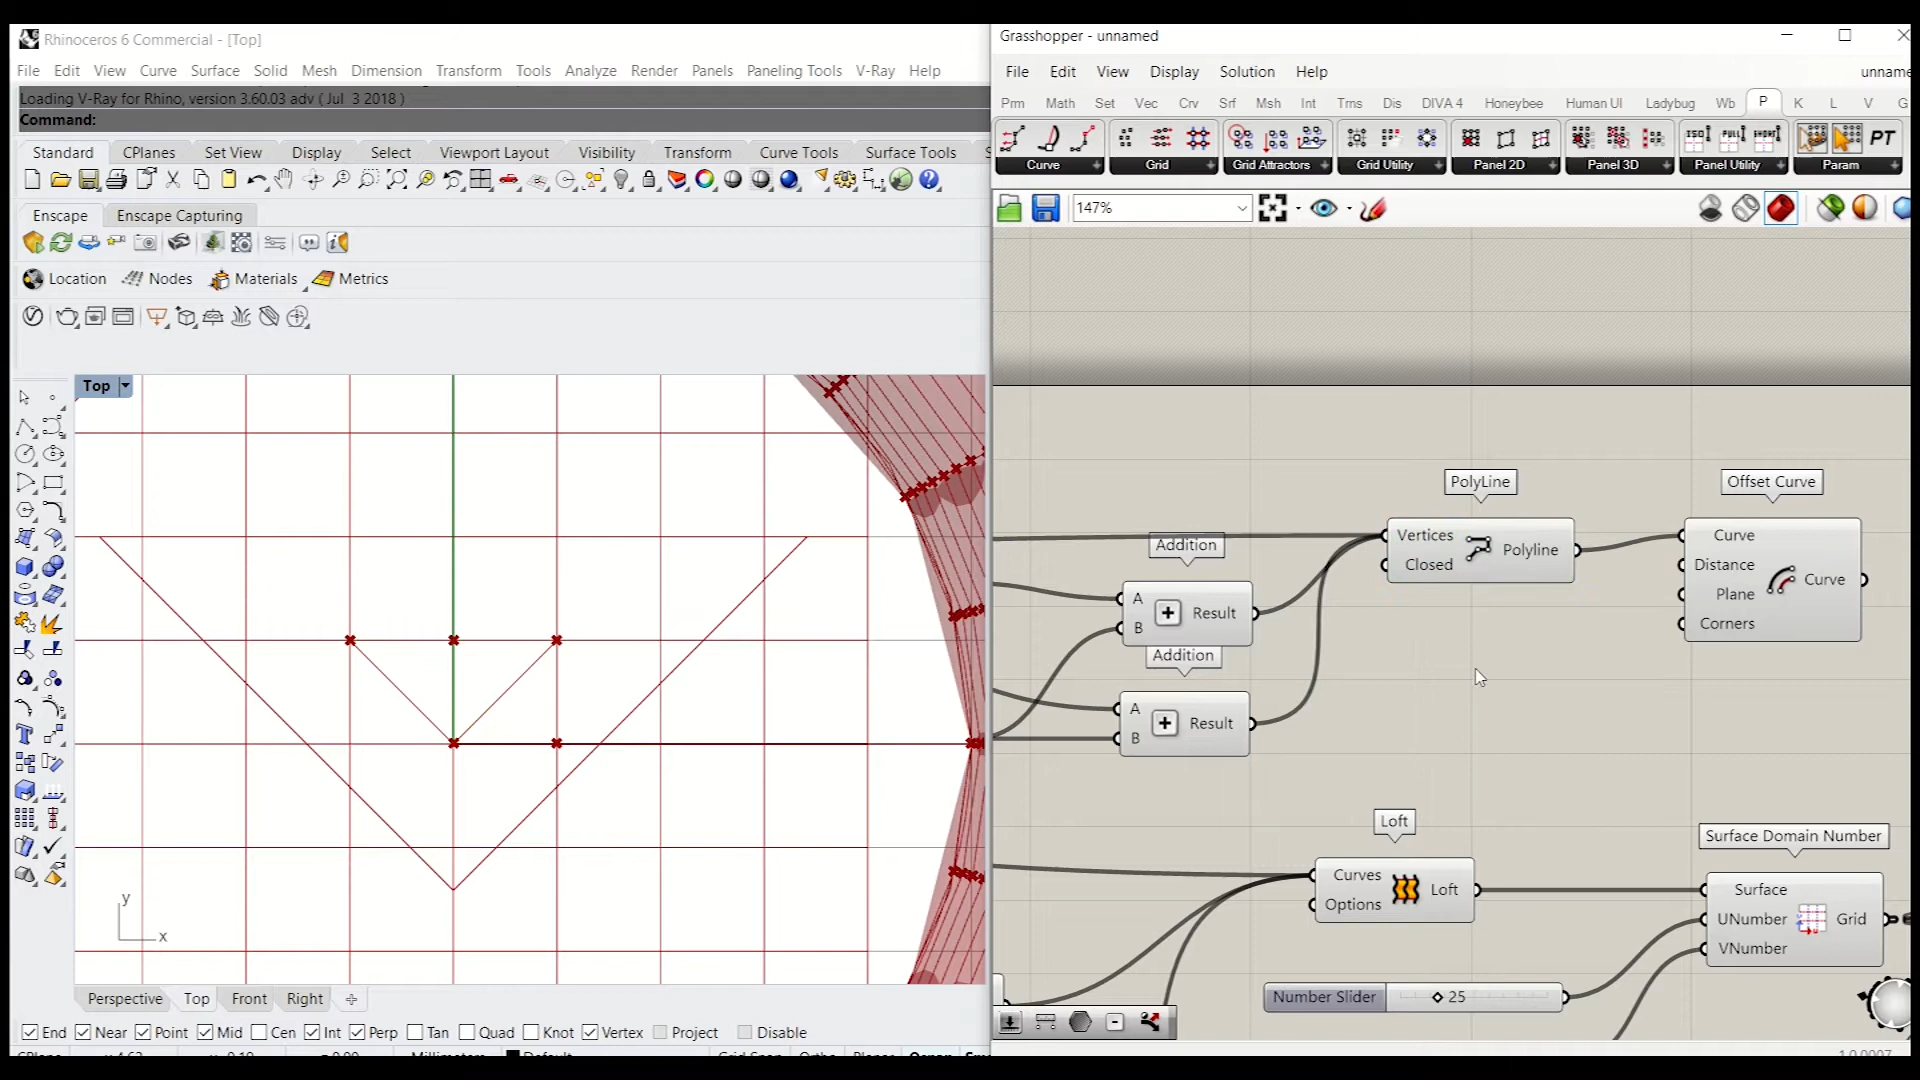 Rhinoceros 6 Commercial - [Top]
File Edit View Curve Surface Solid Mesh Dimension Transform Tools Analyze Render Panels Paneling Tools V-Ray Help
Loading V-Ray for Rhino, version 3.60.03 adv ( Jul 3 2018 )
Command:
Standard CPlanes Set View Display Select Viewport Layout Visibility Transform Curve Tools Surface Tools
Enscape Enscape Capturing
Location Nodes Materials Metrics
Top
y
x
Perspective Top Front Right
End Near Point Mid Cen Int Perp Tan Quad Knot Vertex Project Disable
Grasshopper - unnamed
File Edit View Display Solution Help unname
Prm Math Set Vec Crv Srf Msh Int Trns Dis DIVA 4 Honeybee Human UI Ladybug Wb P K L V G
PT
Curve Grid Grid Attractors Grid Utility Panel 2D Panel 3D Panel Utility Param
147%
PolyLine
Vertices
Closed
Polyline
Offset Curve
Curve
Distance
Plane
Corners
Curve
Addition
A
B
Result
Addition
A
B
Result
Loft
Curves
Options
Loft
Surface Domain Number
Surface
UNumber
VNumber
Grid
Number Slider 25
1.0.0007